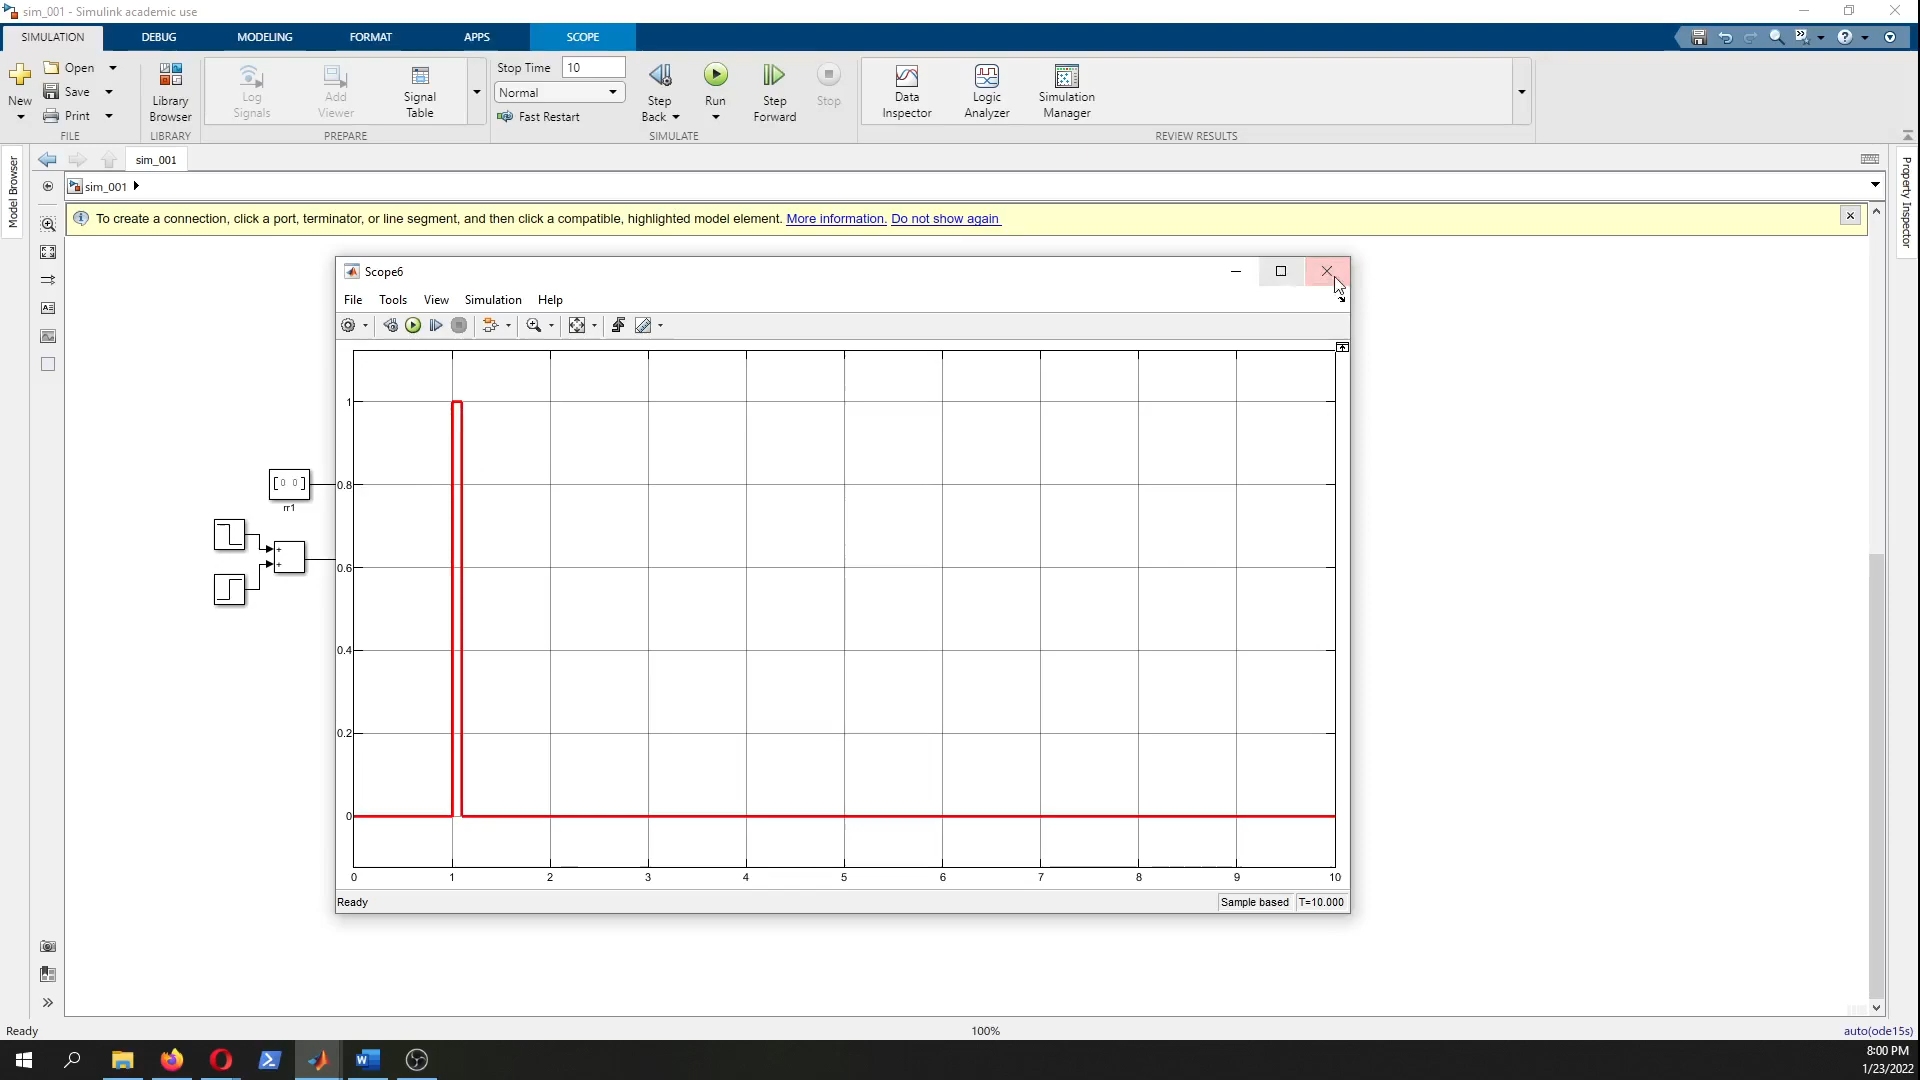 sim_001 - Simulink academic use
SIMULATION
DEBUG
MODELING
FORMAT
APPS
SCOPE
New
Open
Save
Print
FILE
Library
Browser
LIBRARY
Log
Signals
Add
Viewer
Signal
Table
PREPARE
Stop Time 10
Normal
Fast Restart
Step
Back
Run
Step
Forward
Stop
SIMULATE
Data
Inspector
Logic
Analyzer
Simulation
Manager
REVIEW RESULTS
Model Browser
Property Inspector
sim_001
sim_001
To create a connection, click a port, terminator, or line segment, and then click a compatible, highlighted model element. More information. Do not show again
Scope6
File Tools View Simulation Help
1
0.8
0.6
0.4
0.2
0
0 1 2 3 4 5 6 7 8 9 10
Ready
Sample based
T=10.000
[ 0 0 ]
rr1
+
+
Ready
100%
auto(ode15s)
8:00 PM
1/23/2022